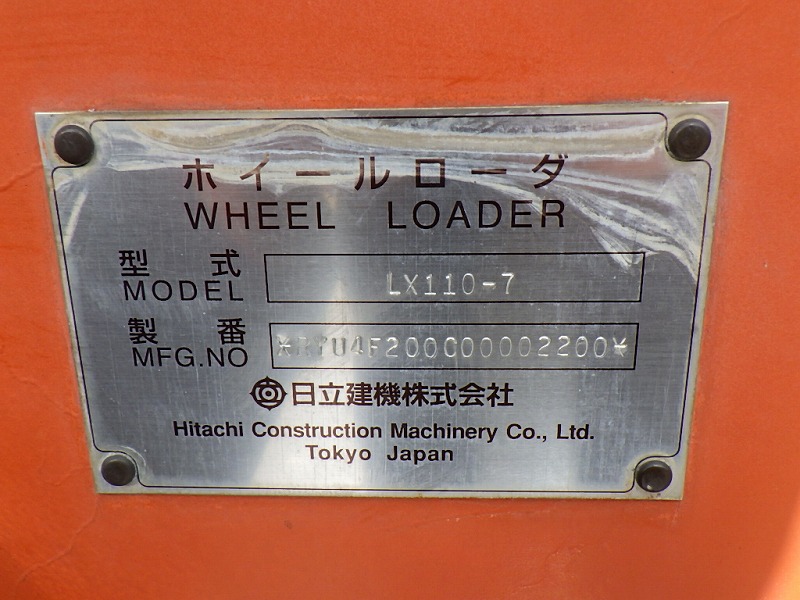 ホイールローダ
WHEEL LOADER
型式
MODEL LX110-7
製番
MFG.NO
日立建機株式会社
Hitachi Construction Machinery Co., Ltd.
Tokyo Japan